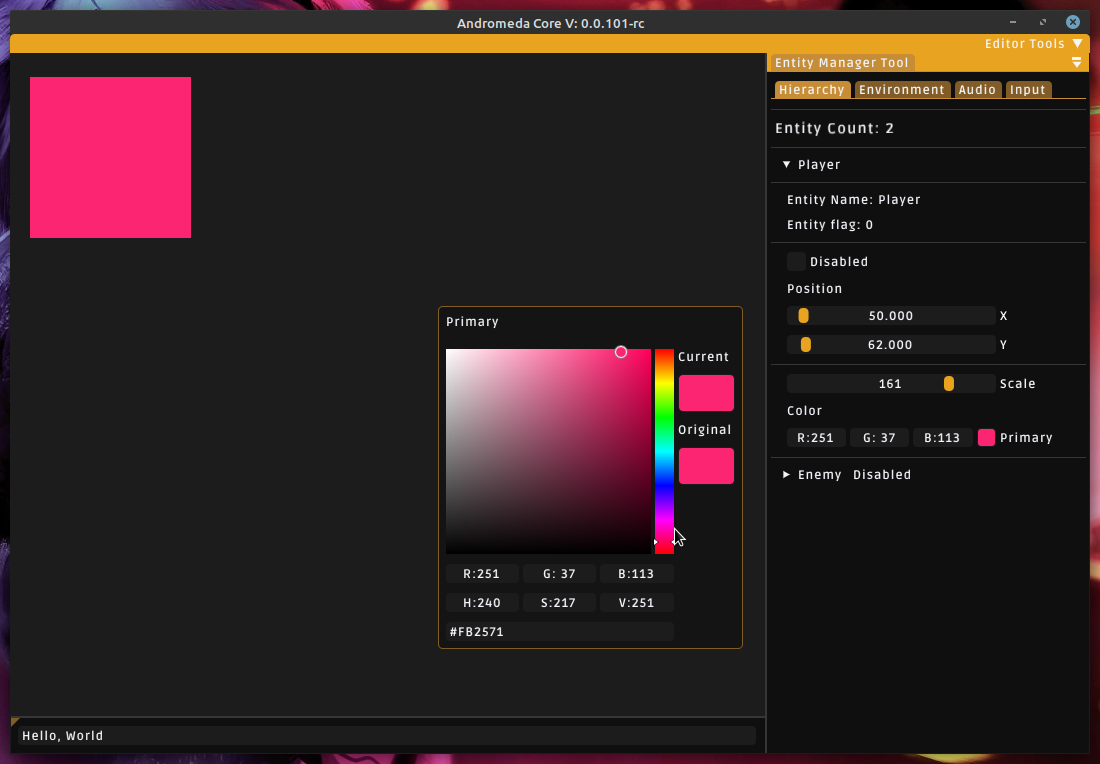 Andromeda Core V: 0.0.101-rc
Editor Tools
Entity Manager Tool
Hierarchy Environment Audio Input
Entity Count: 2
Player
Entity Name: Player
Entity flag: 0
Disabled
Position
50.000 X
62.000 Y
161 Scale
Color
R:251 G: 37 B:113 Primary
Enemy Disabled
Primary
Current
Original
R:251 G: 37 B:113
H:240 S:217 V:251
#FB2571
Hello, World